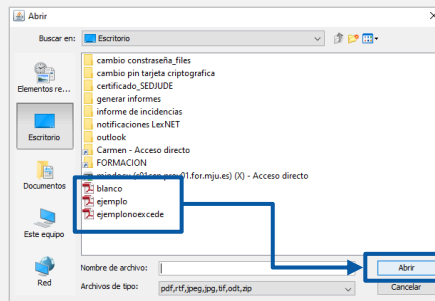 Abrir
Buscar en: Escritorio
cambio constraseña_files
cambio pin tarjeta criptografica
certificado_SEDJUDE
generar informes
informe de incidencias
notificaciones LexNET
outlook
Carmen - Acceso directo
FORMACION
(X) - Acceso directo
blanco
ejemplo
ejemplonoexcede
Elementos re...
Escritorio
Documentos
Este equipo
Red
Nombre de archivo:
Abrir
Archivos de tipo: pdf,rtf,jpeg,jpg,tif,odt,zip
Cancelar